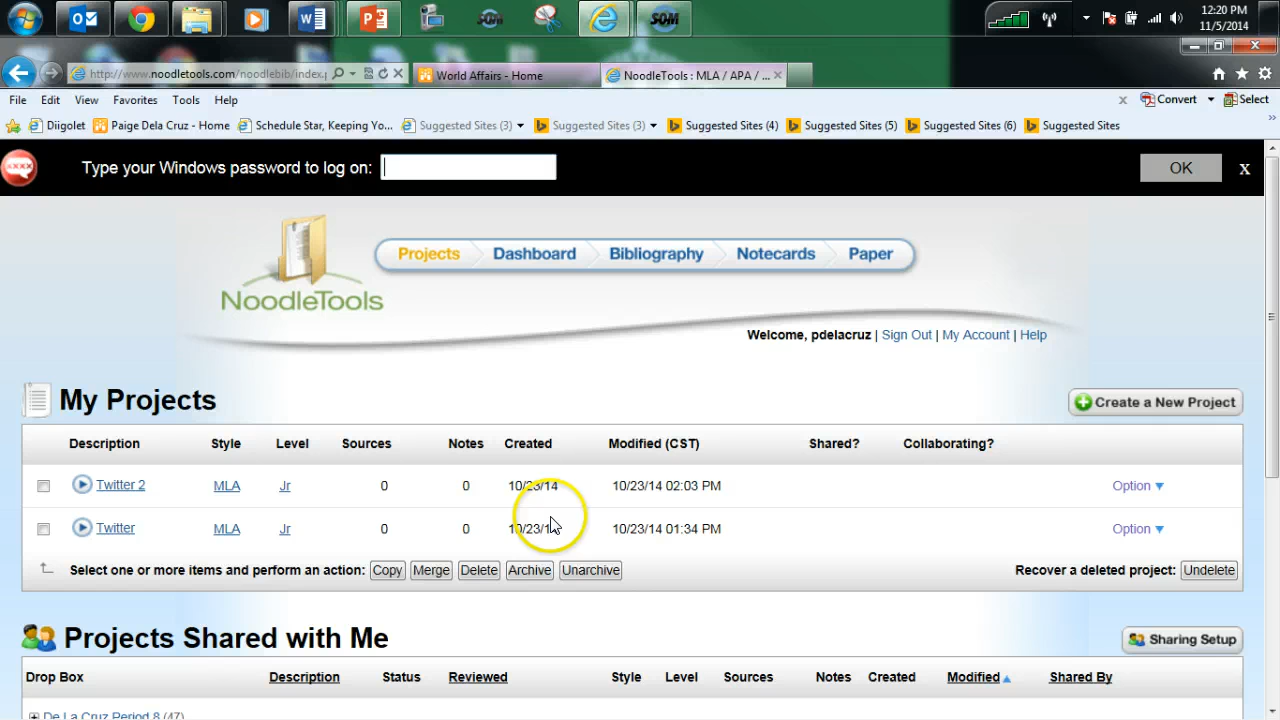 SOM
SOM
12:20 PM
11/5/2014
http://www.noodletools.com/noodlebib/index.p
World Affairs - Home
NoodleTools : MLA / APA / ...
File Edit View Favorites Tools Help
Convert Select
Diigolet Paige Dela Cruz - Home Schedule Star, Keeping Yo... Suggested Sites (3) Suggested Sites (3) Suggested Sites (4) Suggested Sites (5) Suggested Sites (6) Suggested Sites
Type your Windows password to log on: OK x
Projects Dashboard Bibliography Notecards Paper
NoodleTools
Welcome, pdelacruz | Sign Out | My Account | Help
My Projects
Create a New Project
Description Style Level Sources Notes Created Modified (CST) Shared? Collaborating?
Twitter 2 MLA Jr 0 0 10/23/14 10/23/14 02:03 PM Option
Twitter MLA Jr 0 0 10/23/14 10/23/14 01:34 PM Option
Select one or more items and perform an action: Copy Merge Delete Archive Unarchive Recover a deleted project: Undelete
Projects Shared with Me
Sharing Setup
Drop Box Description Status Reviewed Style Level Sources Notes Created Modified Shared By
De La Cruz Period 8 (47)